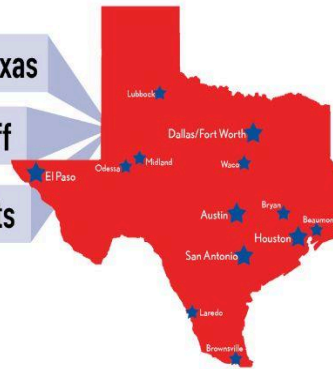 xas
ff
ts
Lubbock
Dallas/Fort Worth
Odessa
Midland
Waco
El Paso
Austin
Bryan
Beaumont
Houston
San Antonio
Laredo
Brownsville